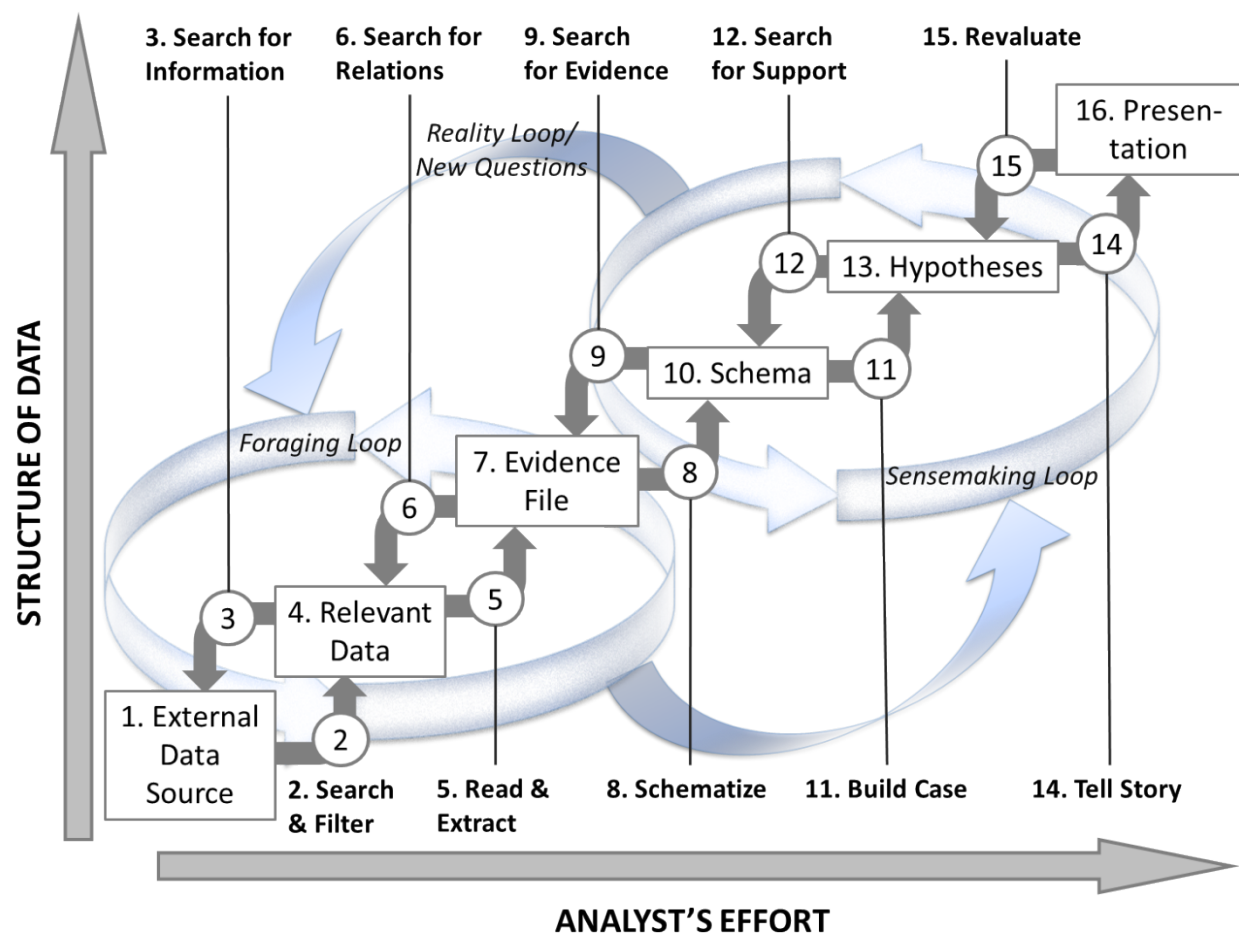 3. Search for
Information
6. Search for
Relations
9. Search
for Evidence
12. Search
for Support
15. Revaluate
16. Presen-
tation
Reality Loop/
New Questions
15
14
12
13. Hypotheses
9
10. Schema
11
Foraging Loop
7. Evidence
File
8
Sensemaking Loop
6
5
3
4. Relevant
Data
1. External
Data
Source
2
2. Search
& Filter
5. Read &
Extract
8. Schematize
11. Build Case
14. Tell Story
STRUCTURE OF DATA
ANALYST'S EFFORT